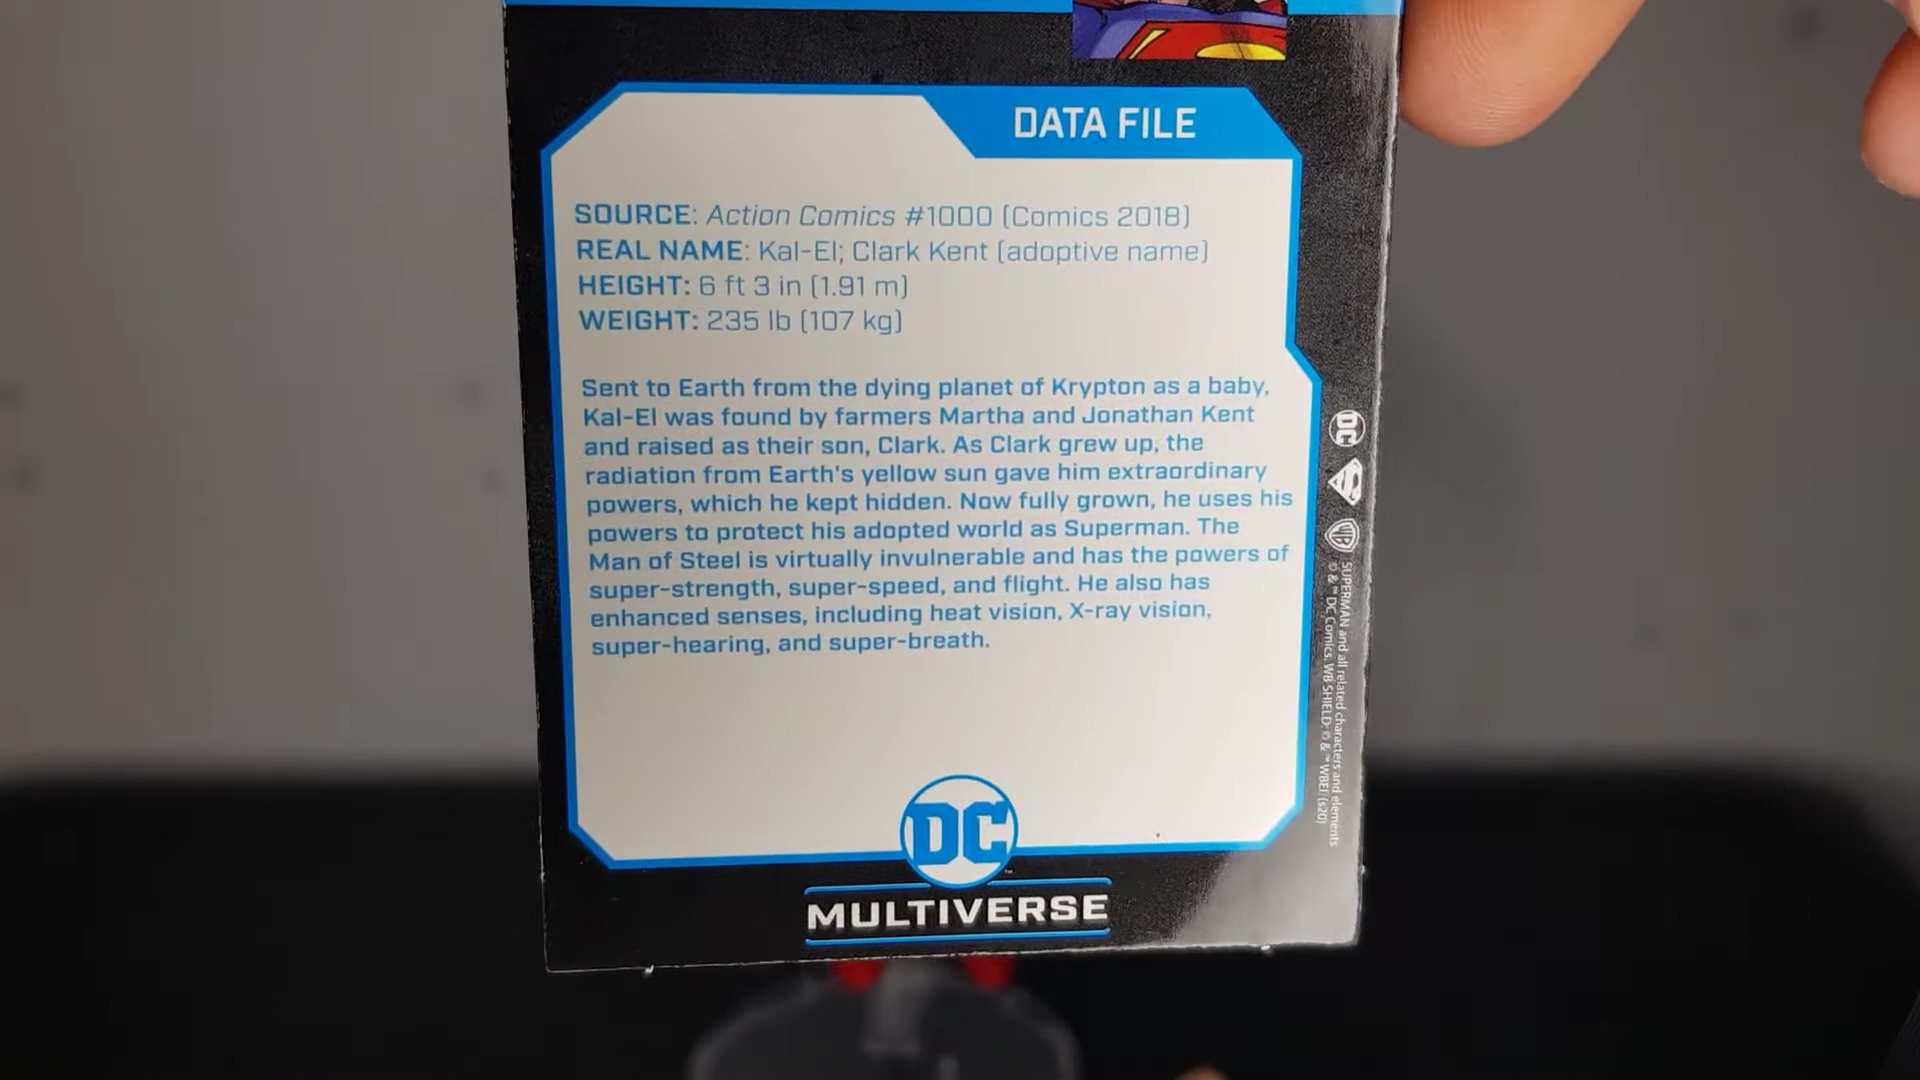 DATA FILE
SOURCE: Action Comics #1000 (Comics 2018)
REAL NAME: Kal-El; Clark Kent (adoptive name)
HEIGHT: 6 ft 3 in (1.91 m)
WEIGHT: 235 lb (107 kg)
Sent to Earth from the dying planet of Krypton as a baby,
Kal-El was found by farmers Martha and Jonathan Kent
and raised as their son, Clark. As Clark grew up, the
radiation from Earth's yellow sun gave him extraordinary
powers, which he kept hidden. Now fully grown, he uses his
powers to protect his adopted world as Superman. The
Man of Steel is virtually invulnerable and has the powers of
super-strength, super-speed, and flight. He also has
enhanced senses, including heat vision, X-ray vision,
super-hearing, and super-breath.
DC
™
MULTIVERSE
DC
S
WB
SUPERMAN and all related characters and elements
© & ™ DC Comics. WB SHIELD: © & ™ WBEI. (s20)